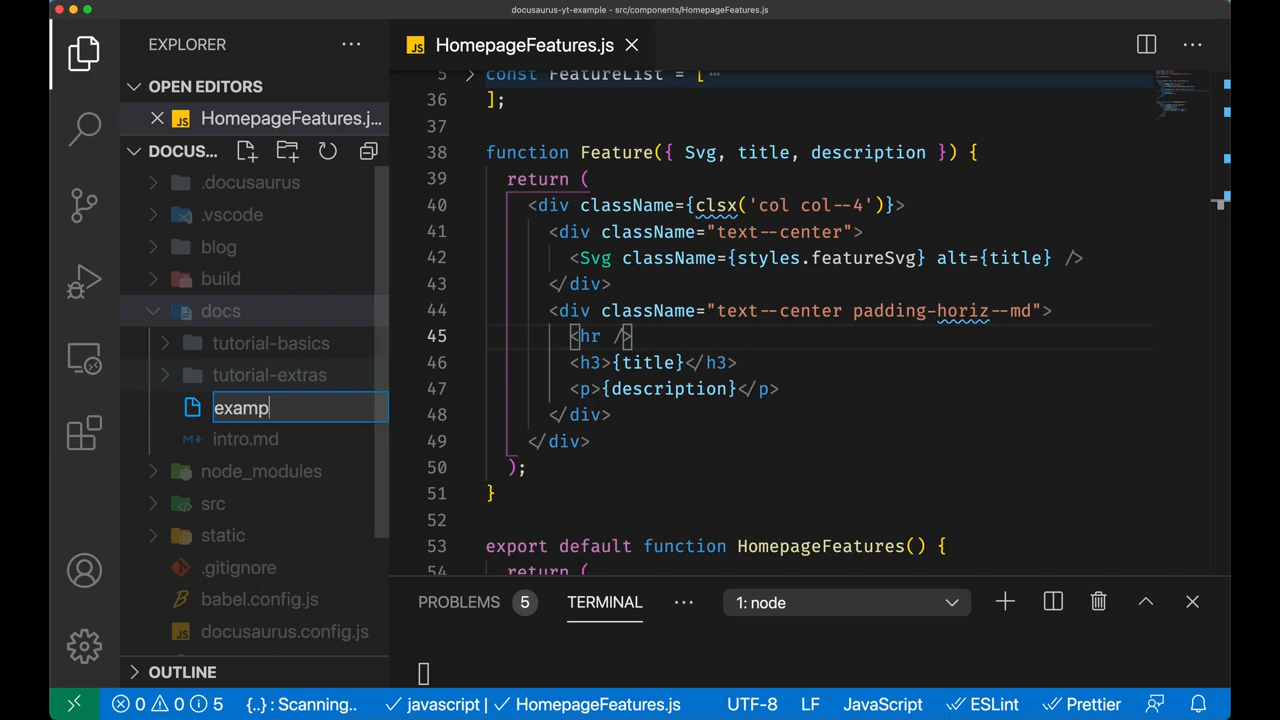 docusaurus-yt-example - src/components/HomepageFeatures.js
EXPLORER
OPEN EDITORS
JS HomepageFeatures.j...
DOCUS...
.docusaurus
.vscode
blog
build
docs
tutorial-basics
tutorial-extras
examp
intro.md
node_modules
src
static
.gitignore
babel.config.js
JS docusaurus.config.js
OUTLINE
JS HomepageFeatures.js
5 const FeatureList = [ ...
36 ];
37
38 function Feature({ Svg, title, description }) {
39 return (
40 <div className={clsx('col col--4')}>
41 <div className="text--center">
42 <Svg className={styles.featureSvg} alt={title} />
43 </div>
44 <div className="text--center padding-horiz--md">
45 <hr />
46 <h3>{title}</h3>
47 <p>{description}</p>
48 </div>
49 </div>
50 );
51 }
52
53 export default function HomepageFeatures() {
54 return (
PROBLEMS 5 TERMINAL ... 1: node
0 0 5 {..} : Scanning.. javascript | HomepageFeatures.js UTF-8 LF JavaScript ESLint Prettier